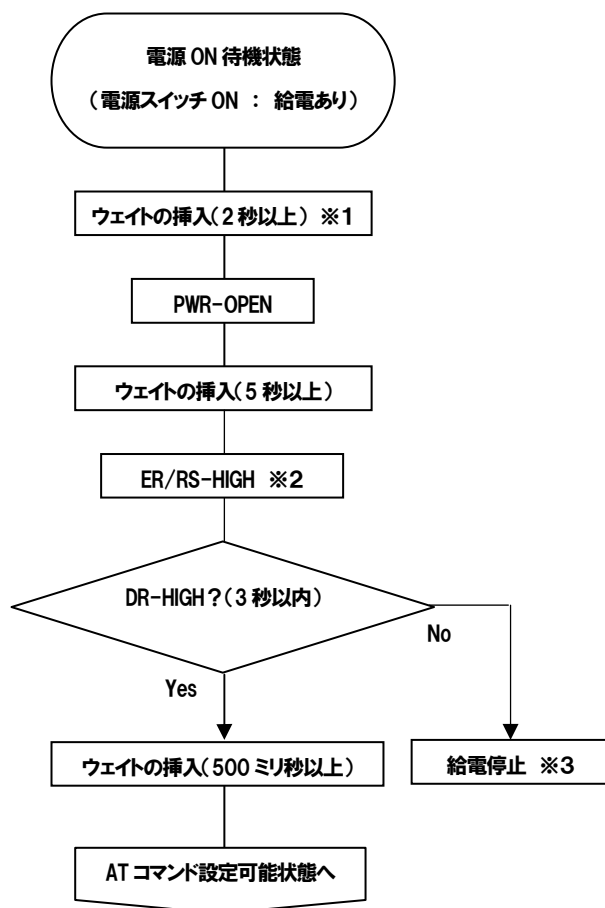 電源 ON 待機状態
(電源スイッチ ON : 給電あり)
ウェイトの挿入(2 秒以上) ※1
PWR-OPEN
ウェイトの挿入(5 秒以上)
ER/RS-HIGH ※2
DR-HIGH?(3 秒以内)
No
Yes
ウェイトの挿入(500 ミリ秒以上)
給電停止 ※3
AT コマンド設定可能状態へ